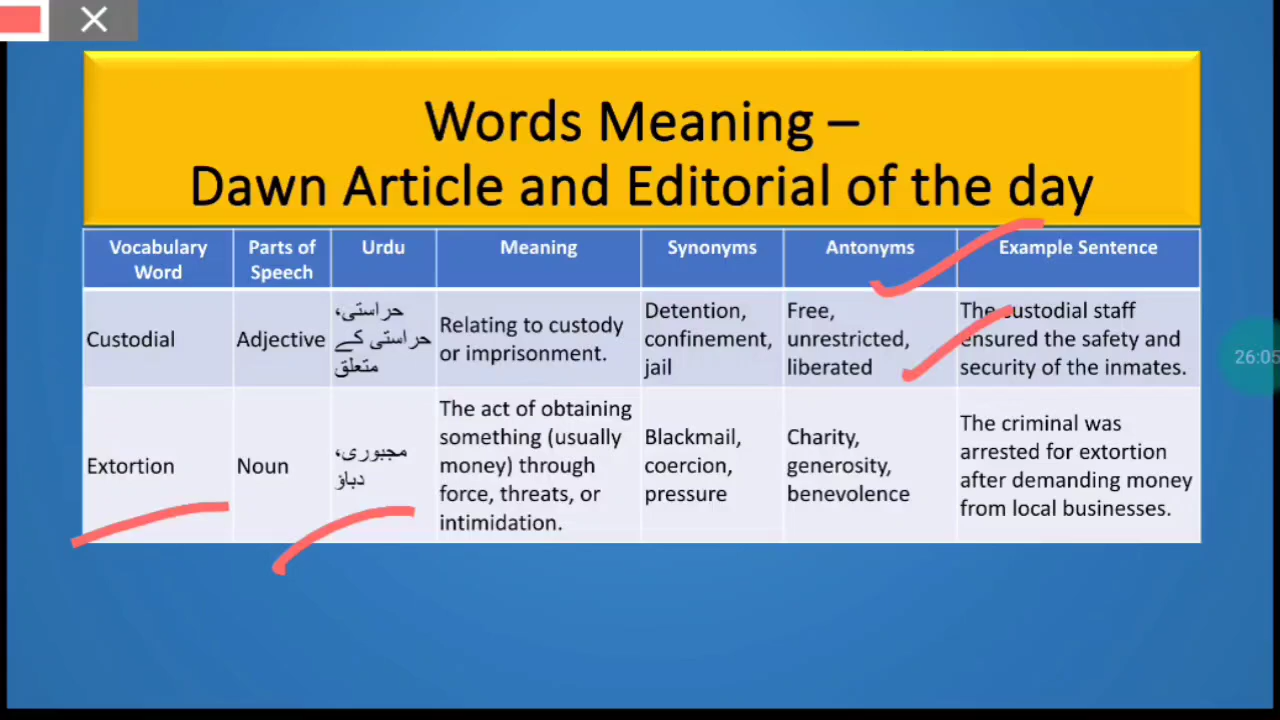 Words Meaning –
Dawn Article and Editorial of the day
Vocabulary
Word
Parts of
Speech
Urdu
Meaning
Synonyms
Antonyms
Example Sentence
Custodial
Adjective
حراستی،
حراستی کے
متعلق
Relating to custody
or imprisonment.
Detention,
confinement,
jail
Free,
unrestricted,
liberated
The custodial staff
ensured the safety and
security of the inmates.
Extortion
Noun
مجبوری،
دباؤ
The act of obtaining
something (usually
money) through
force, threats, or
intimidation.
Blackmail,
coercion,
pressure
Charity,
generosity,
benevolence
The criminal was
arrested for extortion
after demanding money
from local businesses.
26:05